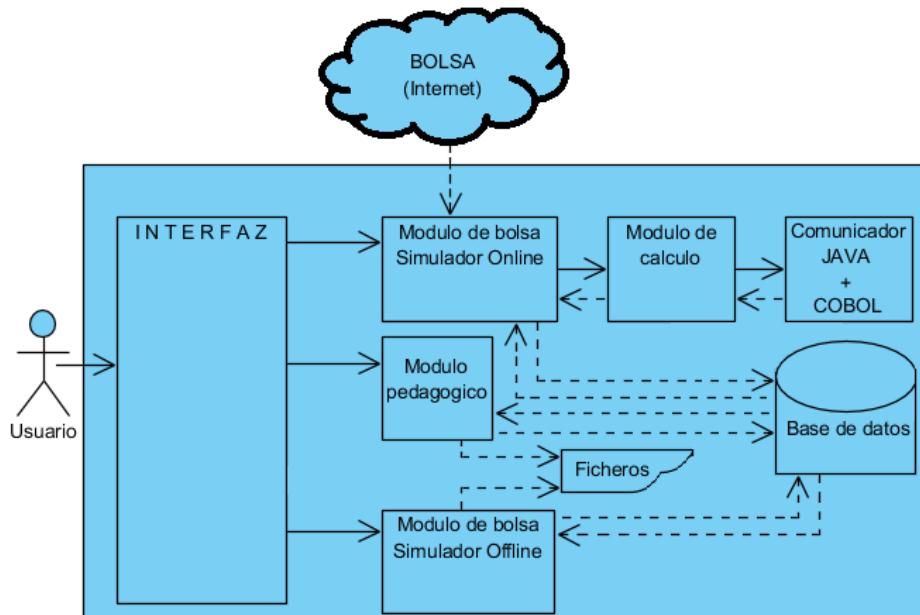 BOLSA
(Internet)
I N T E R F A Z
Modulo de bolsa
Simulador Online
Modulo de
calculo
Comunicador
JAVA
+
COBOL
Usuario
Modulo
pedagogico
Base de datos
Ficheros
Modulo de bolsa
Simulador Offline